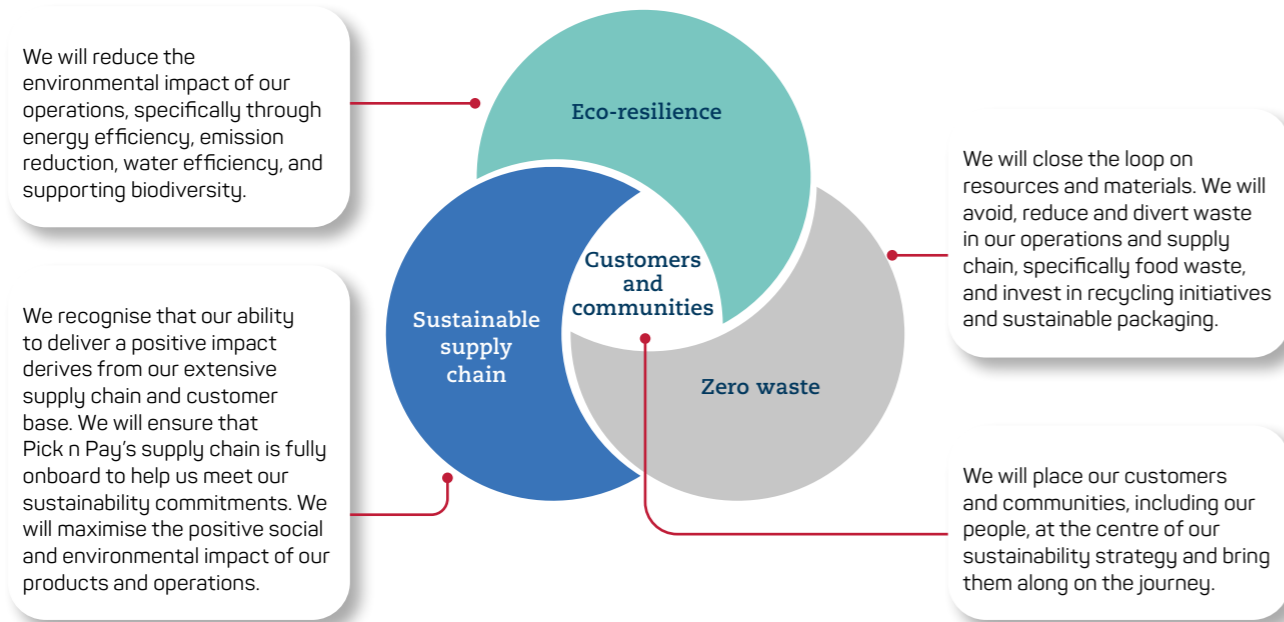 We will reduce the
environmental impact of our
operations, specifically through
energy efficiency, emission
reduction, water efficiency, and
supporting biodiversity.
Eco-resilience
We will close the loop on
resources and materials. We will
avoid, reduce and divert waste
in our operations and supply
chain, specifically food waste,
and invest in recycling initiatives
and sustainable packaging.
Customers
and
communities
Sustainable
supply
chain
Zero waste
We recognise that our ability
to deliver a positive impact
derives from our extensive
supply chain and customer
base. We will ensure that
Pick n Pay's supply chain is fully
onboard to help us meet our
sustainability commitments. We
will maximise the positive social
and environmental impact of our
products and operations.
We will place our customers
and communities, including our
people, at the centre of our
sustainability strategy and bring
them along on the journey.